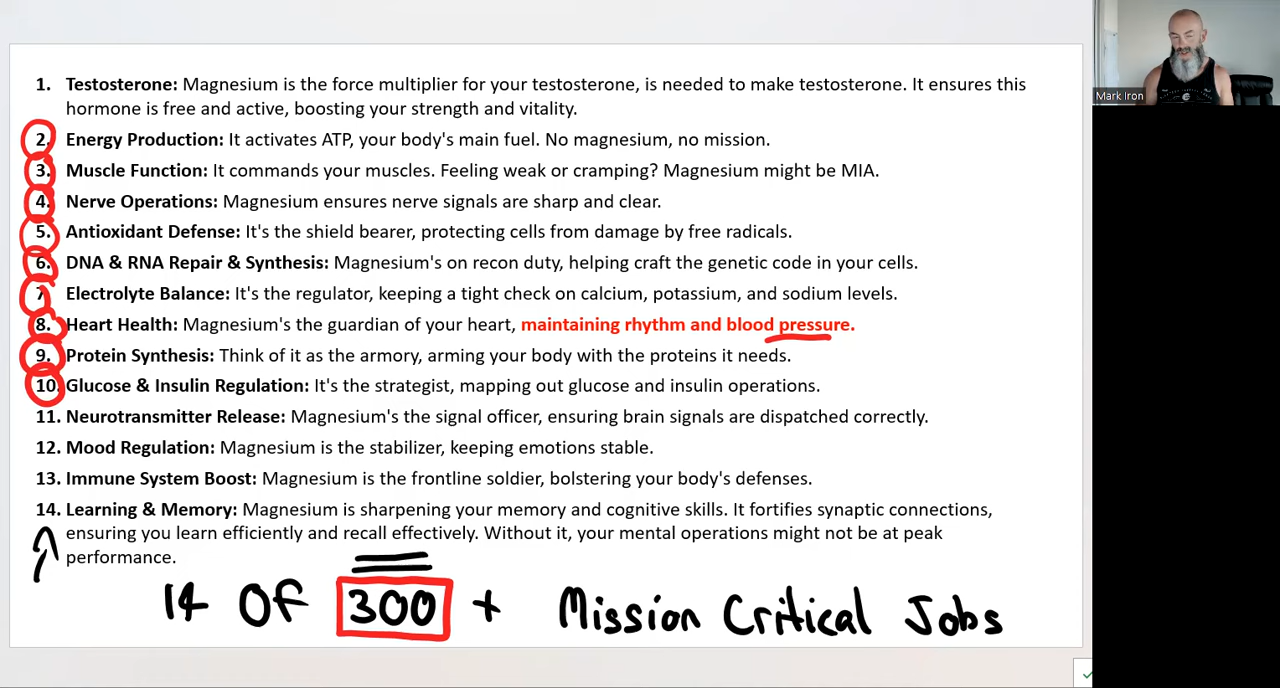 1. Testosterone: Magnesium is the force multiplier for your testosterone, is needed to make testosterone. It ensures this
hormone is free and active, boosting your strength and vitality.
2. Energy Production: It activates ATP, your body's main fuel. No magnesium, no mission.
3. Muscle Function: It commands your muscles. Feeling weak or cramping? Magnesium might be MIA.
4. Nerve Operations: Magnesium ensures nerve signals are sharp and clear.
5. Antioxidant Defense: It's the shield bearer, protecting cells from damage by free radicals.
6. DNA & RNA Repair & Synthesis: Magnesium's on recon duty, helping craft the genetic code in your cells.
7. Electrolyte Balance: It's the regulator, keeping a tight check on calcium, potassium, and sodium levels.
8. Heart Health: Magnesium's the guardian of your heart, maintaining rhythm and blood pressure.
9. Protein Synthesis: Think of it as the armory, arming your body with the proteins it needs.
10. Glucose & Insulin Regulation: It's the strategist, mapping out glucose and insulin operations.
11. Neurotransmitter Release: Magnesium's the signal officer, ensuring brain signals are dispatched correctly.
12. Mood Regulation: Magnesium is the stabilizer, keeping emotions stable.
13. Immune System Boost: Magnesium is the frontline soldier, bolstering your body's defenses.
14. Learning & Memory: Magnesium is sharpening your memory and cognitive skills. It fortifies synaptic connections,
ensuring you learn efficiently and recall effectively. Without it, your mental operations might not be at peak
performance.
14 OF 300 + Mission Critical Jobs
Mark Iron